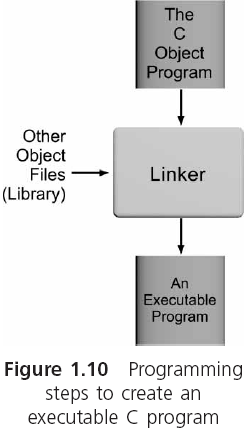 The
C
Object
Program
Other
Object
Files
(Library)
Linker
An
Executable
Program
Figure 1.10 Programming
steps to create an
executable C program